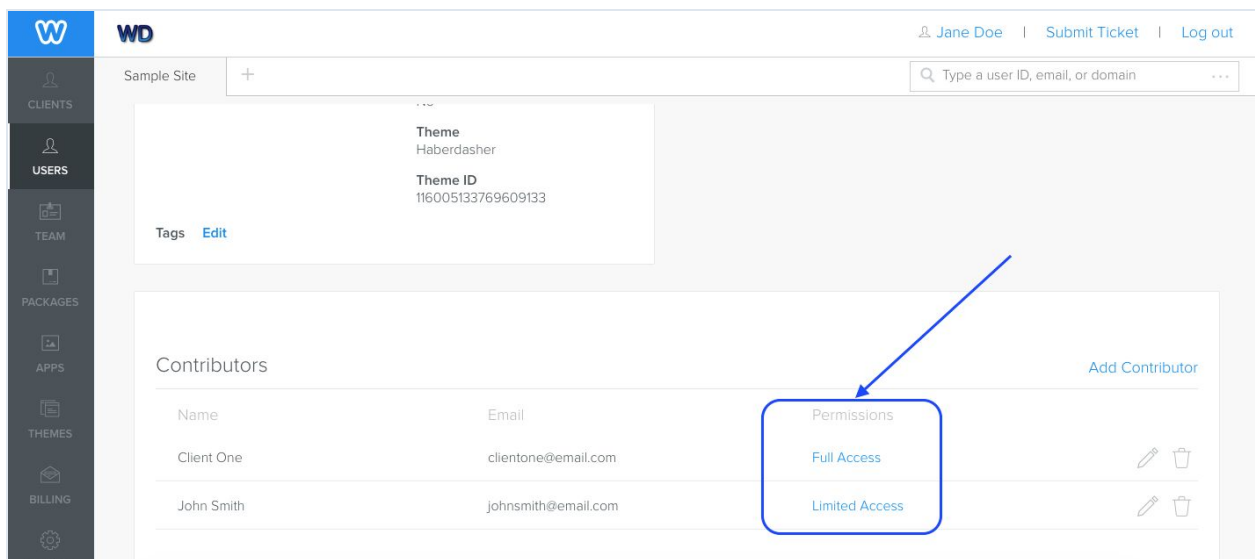 WD
Jane Doe | Submit Ticket | Log out
Sample Site +
Type a user ID, email, or domain ...
CLIENTS
USERS
TEAM
PACKAGES
APPS
THEMES
BILLING
Theme
Haberdasher
Theme ID
116005133769609133
Tags Edit
Contributors Add Contributor
Name Email Permissions
Client One clientone@email.com Full Access
John Smith johnsmith@email.com Limited Access